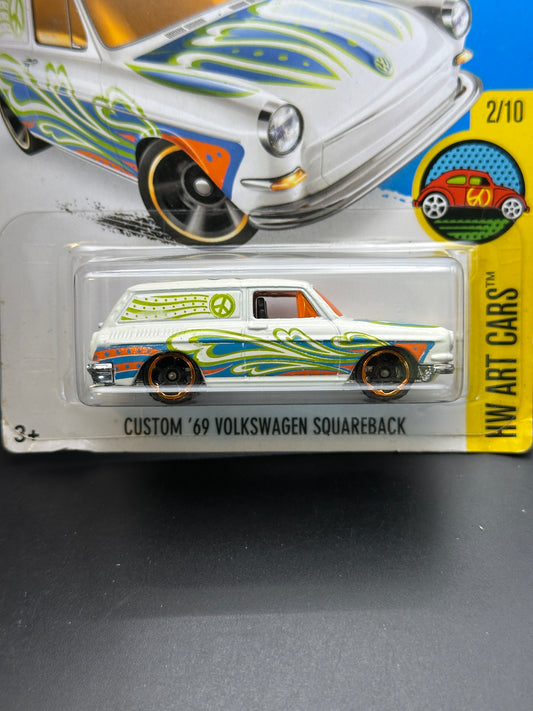 2/10
60
HW ART CARS™
3+
CUSTOM '69 VOLKSWAGEN SQUAREBACK